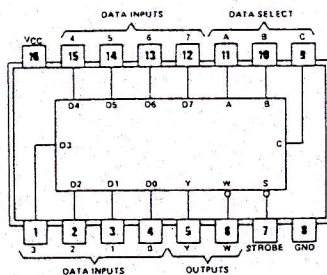 DATA INPUTS DATA SELECT
VCC 4 5 6 7 A B C
16 15 14 13 12 11 10 9
D4 D5 D6 D7 A B
D3 C
D2 D1 D0 Y W S
1 2 3 4 5 6 7 8
3 2 1 0 Y W STROBE GND
DATA INPUTS OUTPUTS